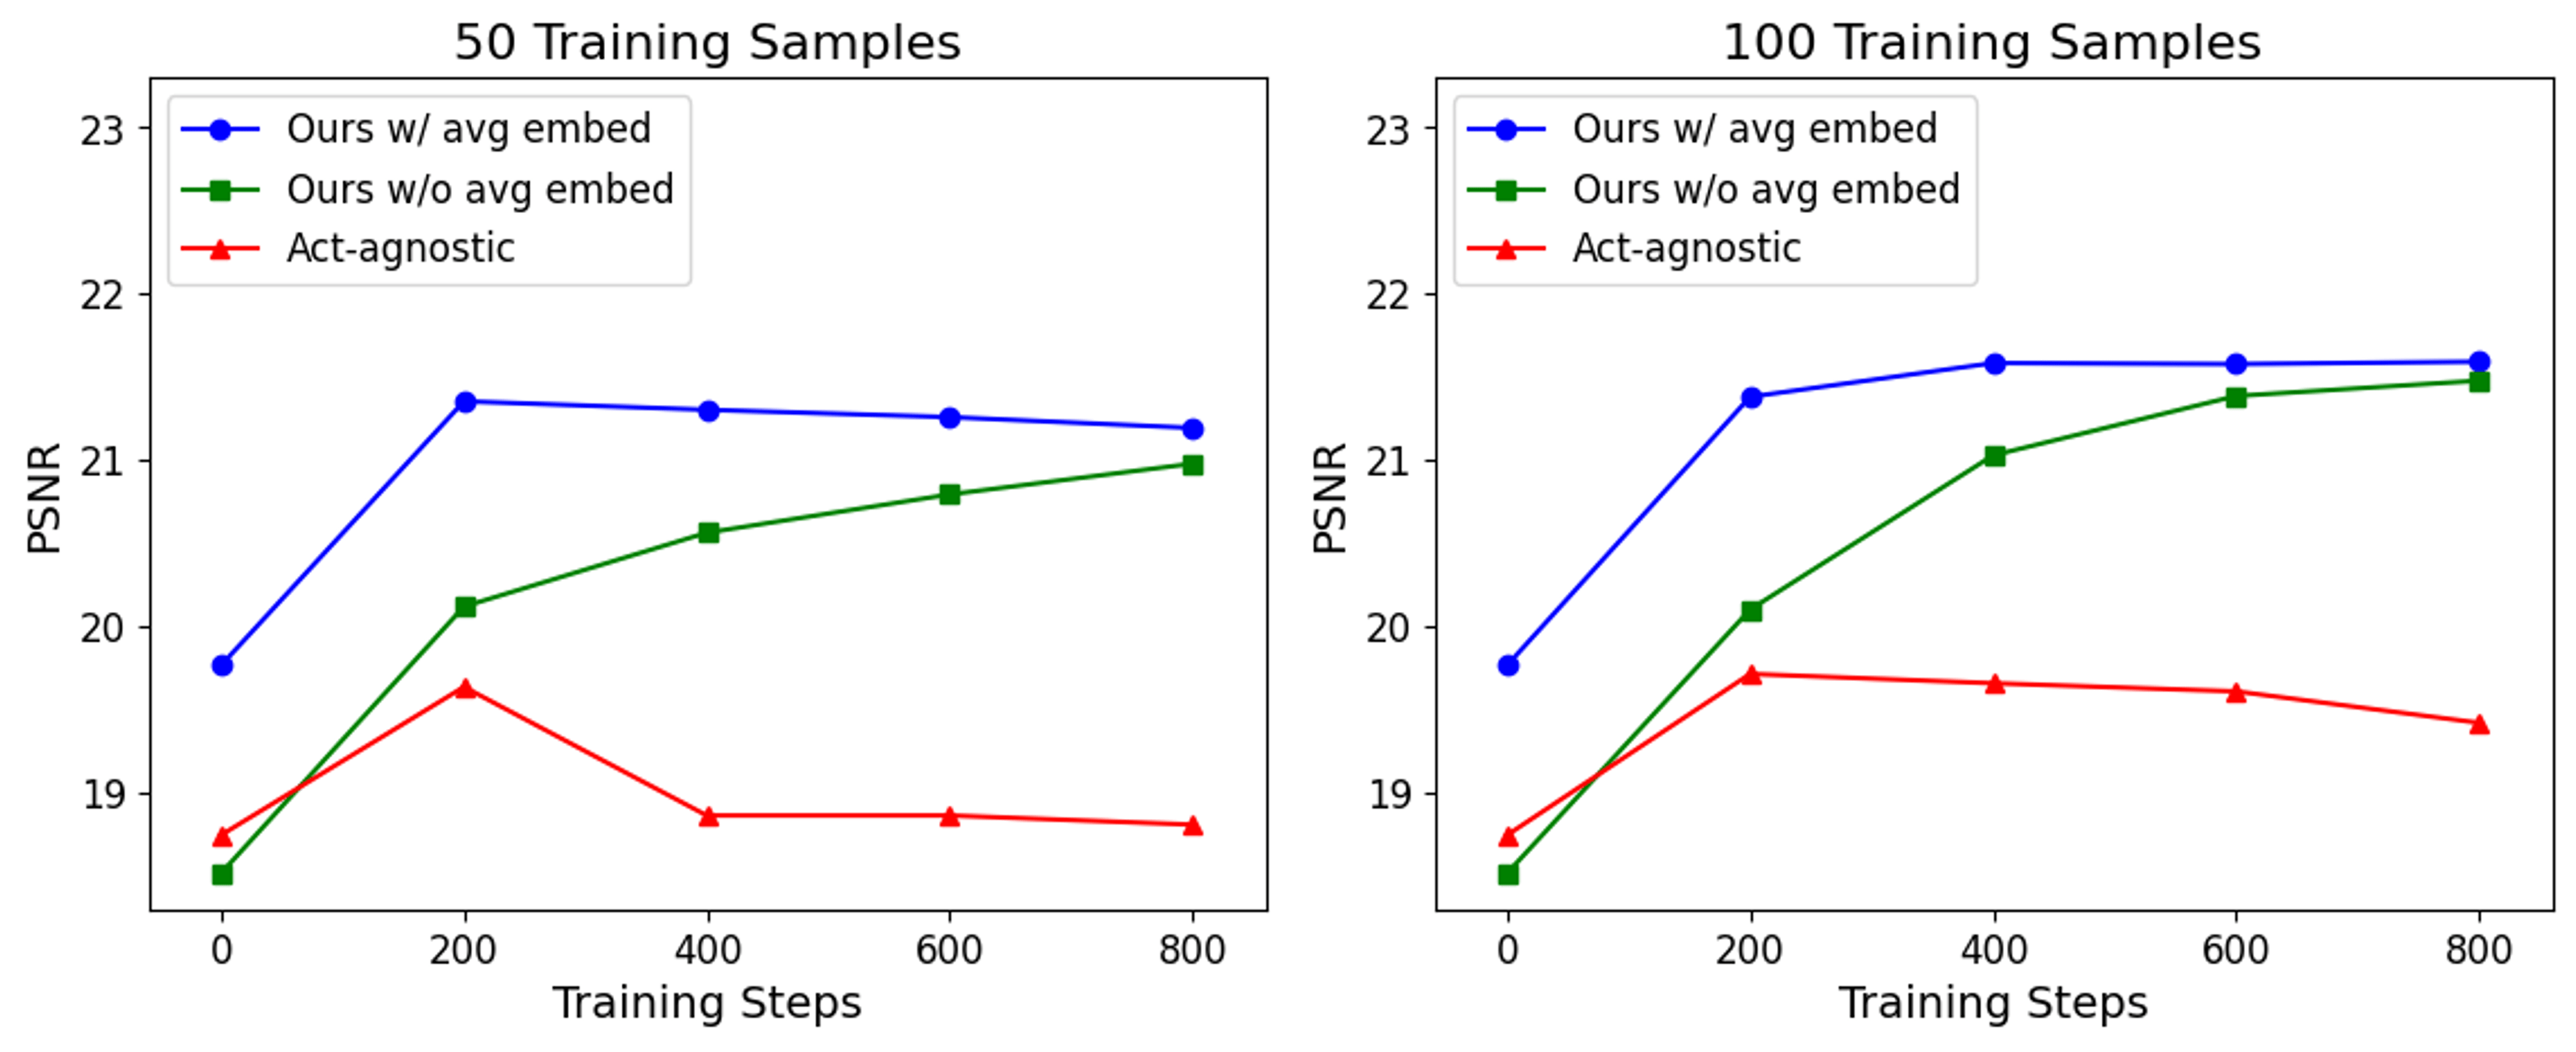 50 Training Samples
Ours w/ avg embed
Ours w/o avg embed
Act-agnostic
PSNR
23
22
21
20
19
0 200 400 600 800
Training Steps
100 Training Samples
Ours w/ avg embed
Ours w/o avg embed
Act-agnostic
PSNR
23
22
21
20
19
0 200 400 600 800
Training Steps